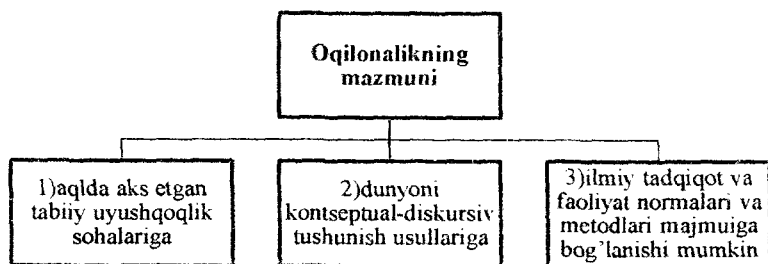 Oqilonalikning
mazmuni
1)aqlda aks etgan
tabiiy uyushqoqlik
sohalariga
2)dunyoni
kontseptual-diskursiv
tushunish usullariga
3)ilmiy tadqiqot va
faoliyat normalari va
metodlari majmuiga
bog'lanishi mumkin